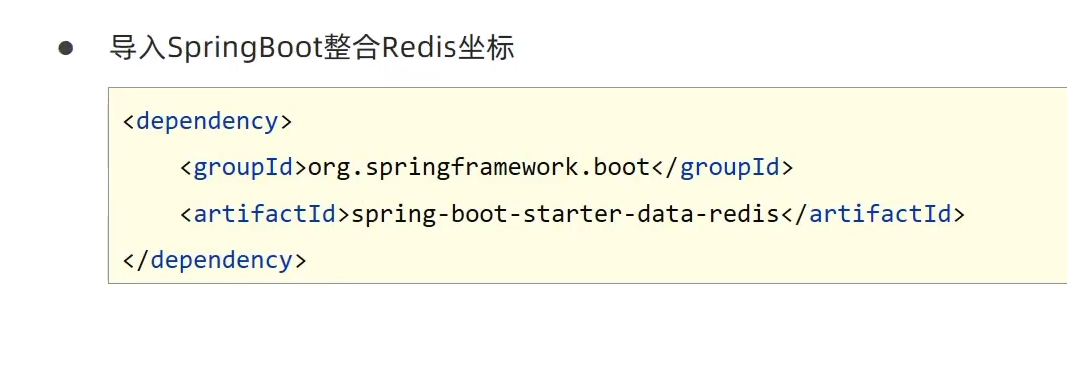 ● 导入SpringBoot整合Redis坐标
<dependency>
    <groupId>org.springframework.boot</groupId>
    <artifactId>spring-boot-starter-data-redis</artifactId>
</dependency>